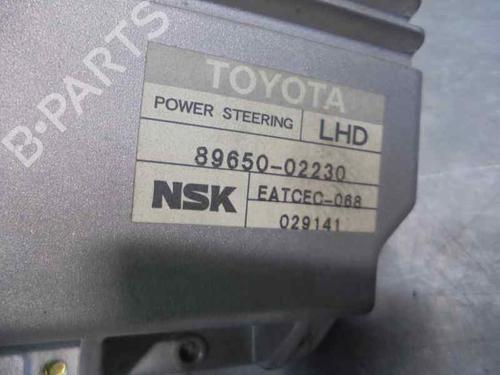 TOYOTA
POWER STEERING LHD
89650-02230
NSK EATCEC-068
029141
B-PARTS